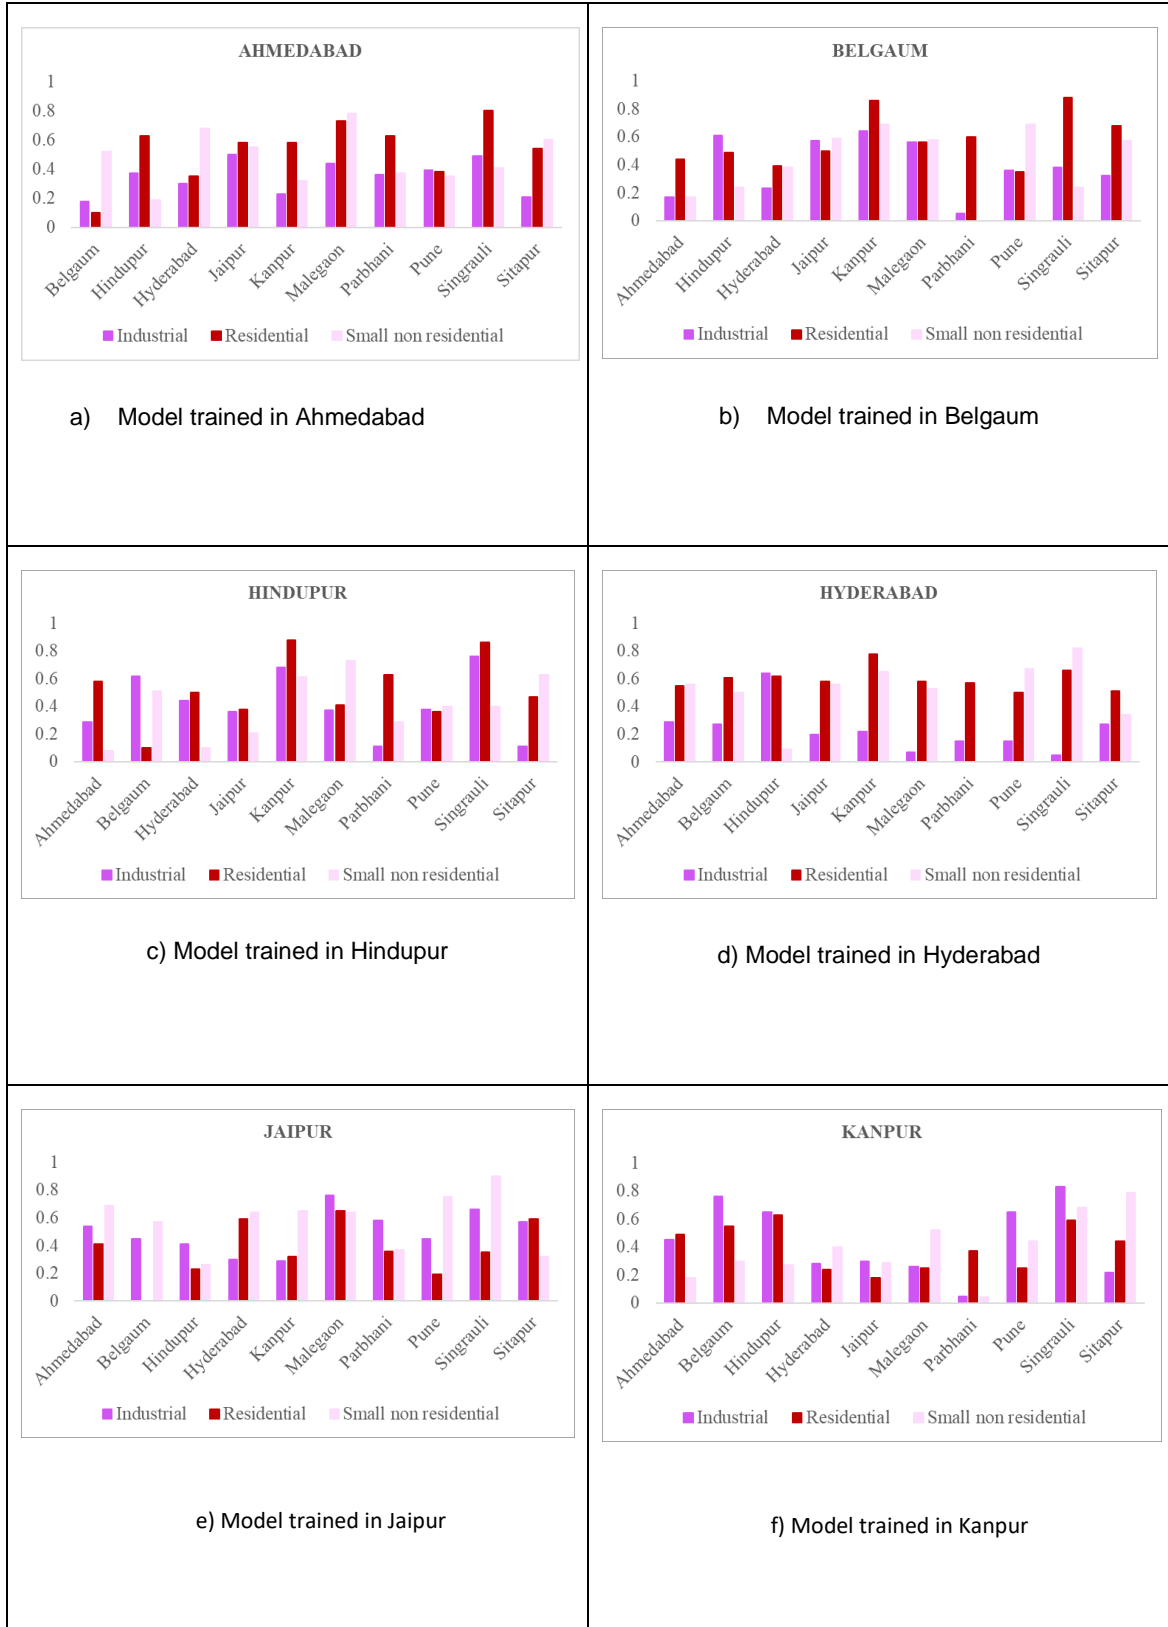 AHMEDABAD
1
0.8
0.6
0.4
0.2
0
Belgaum Hindupur Hyderabad Jaipur Kanpur Malegaon Parbhani Pune Singrauli Sitapur
Industrial Residential Small non residential
a) Model trained in Ahmedabad
BELGAUM
1
0.8
0.6
0.4
0.2
0
Ahmedabad Hindupur Hyderabad Jaipur Kanpur Malegaon Parbhani Pune Singrauli Sitapur
Industrial Residential Small non residential
b) Model trained in Belgaum
HINDUPUR
1
0.8
0.6
0.4
0.2
0
Ahmedabad Belgaum Hyderabad Jaipur Kanpur Malegaon Parbhani Pune Singrauli Sitapur
Industrial Residential Small non residential
c) Model trained in Hindupur
HYDERABAD
1
0.8
0.6
0.4
0.2
0
Ahmedabad Belgaum Hindupur Jaipur Kanpur Malegaon Parbhani Pune Singrauli Sitapur
Industrial Residential Small non residential
d) Model trained in Hyderabad
JAIPUR
1
0.8
0.6
0.4
0.2
0
Ahmedabad Belgaum Hindupur Hyderabad Kanpur Malegaon Parbhani Pune Singrauli Sitapur
Industrial Residential Small non residential
e) Model trained in Jaipur
KANPUR
1
0.8
0.6
0.4
0.2
0
Ahmedabad Belgaum Hindupur Hyderabad Jaipur Malegaon Parbhani Pune Singrauli Sitapur
Industrial Residential Small non residential
f) Model trained in Kanpur